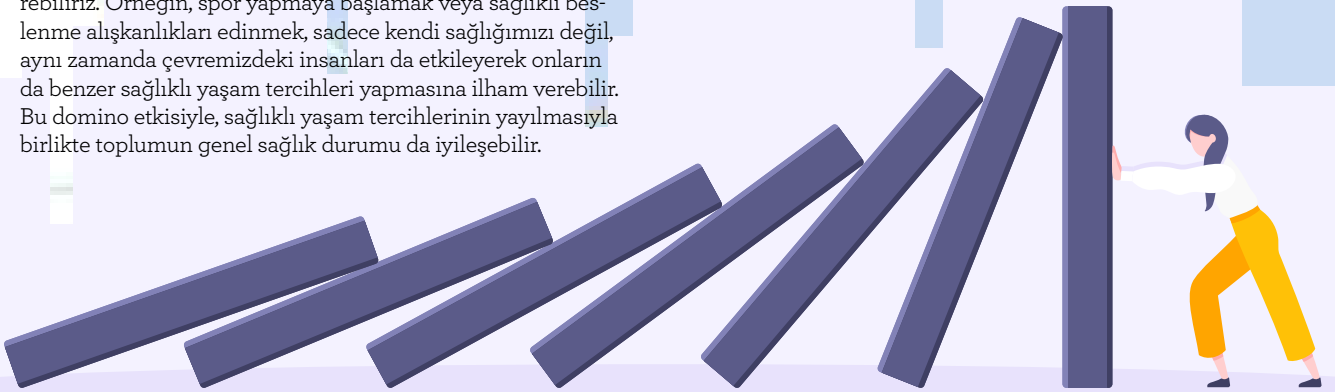 rebiliriz. Örneğin, spor yapmaya başlamak veya sağlıklı bes-
lenme alışkanlıkları edinmek, sadece kendi sağlığımızı değil,
aynı zamanda çevremizdeki insanları da etkileyerek onların
da benzer sağlıklı yaşam tercihleri yapmasına ilham verebilir.
Bu domino etkisiyle, sağlıklı yaşam tercihlerinin yayılmasıyla
birlikte toplumun genel sağlık durumu da iyileşebilir.